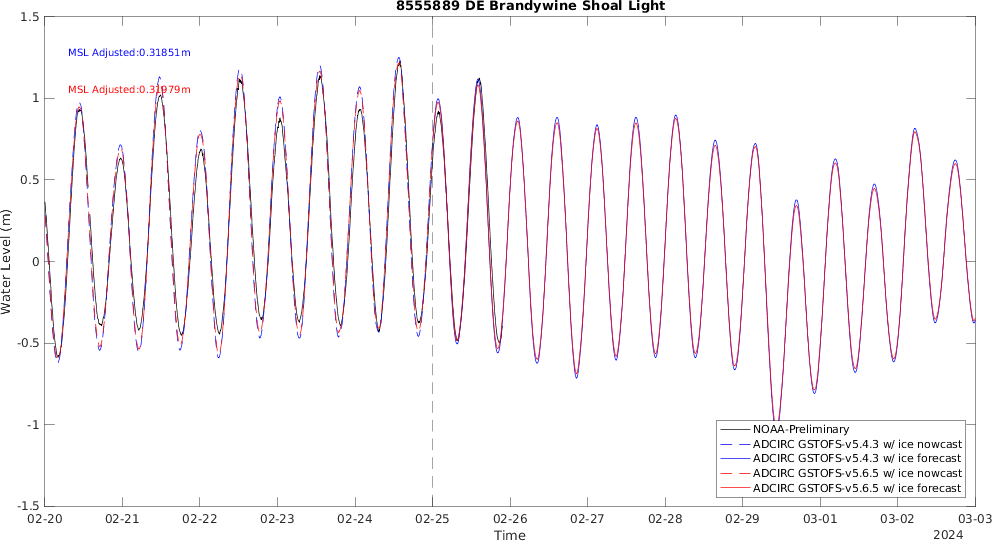 8555889 DE Brandywine Shoal Light
MSL Adjusted:0.31851m
MSL Adjusted:0.31979m
Water Level (m)
1.5
1
0.5
0
-0.5
-1
-1.5
NOAA-Preliminary
ADCIRC GSTOFS-v5.4.3 w/ ice nowcast
ADCIRC GSTOFS-v5.4.3 w/ ice forecast
ADCIRC GSTOFS-v5.6.5 w/ ice nowcast
ADCIRC GSTOFS-v5.6.5 w/ ice forecast
02-20 02-21 02-22 02-23 02-24 02-25 02-26 02-27 02-28 02-29 03-01 03-02 03-03
Time
2024